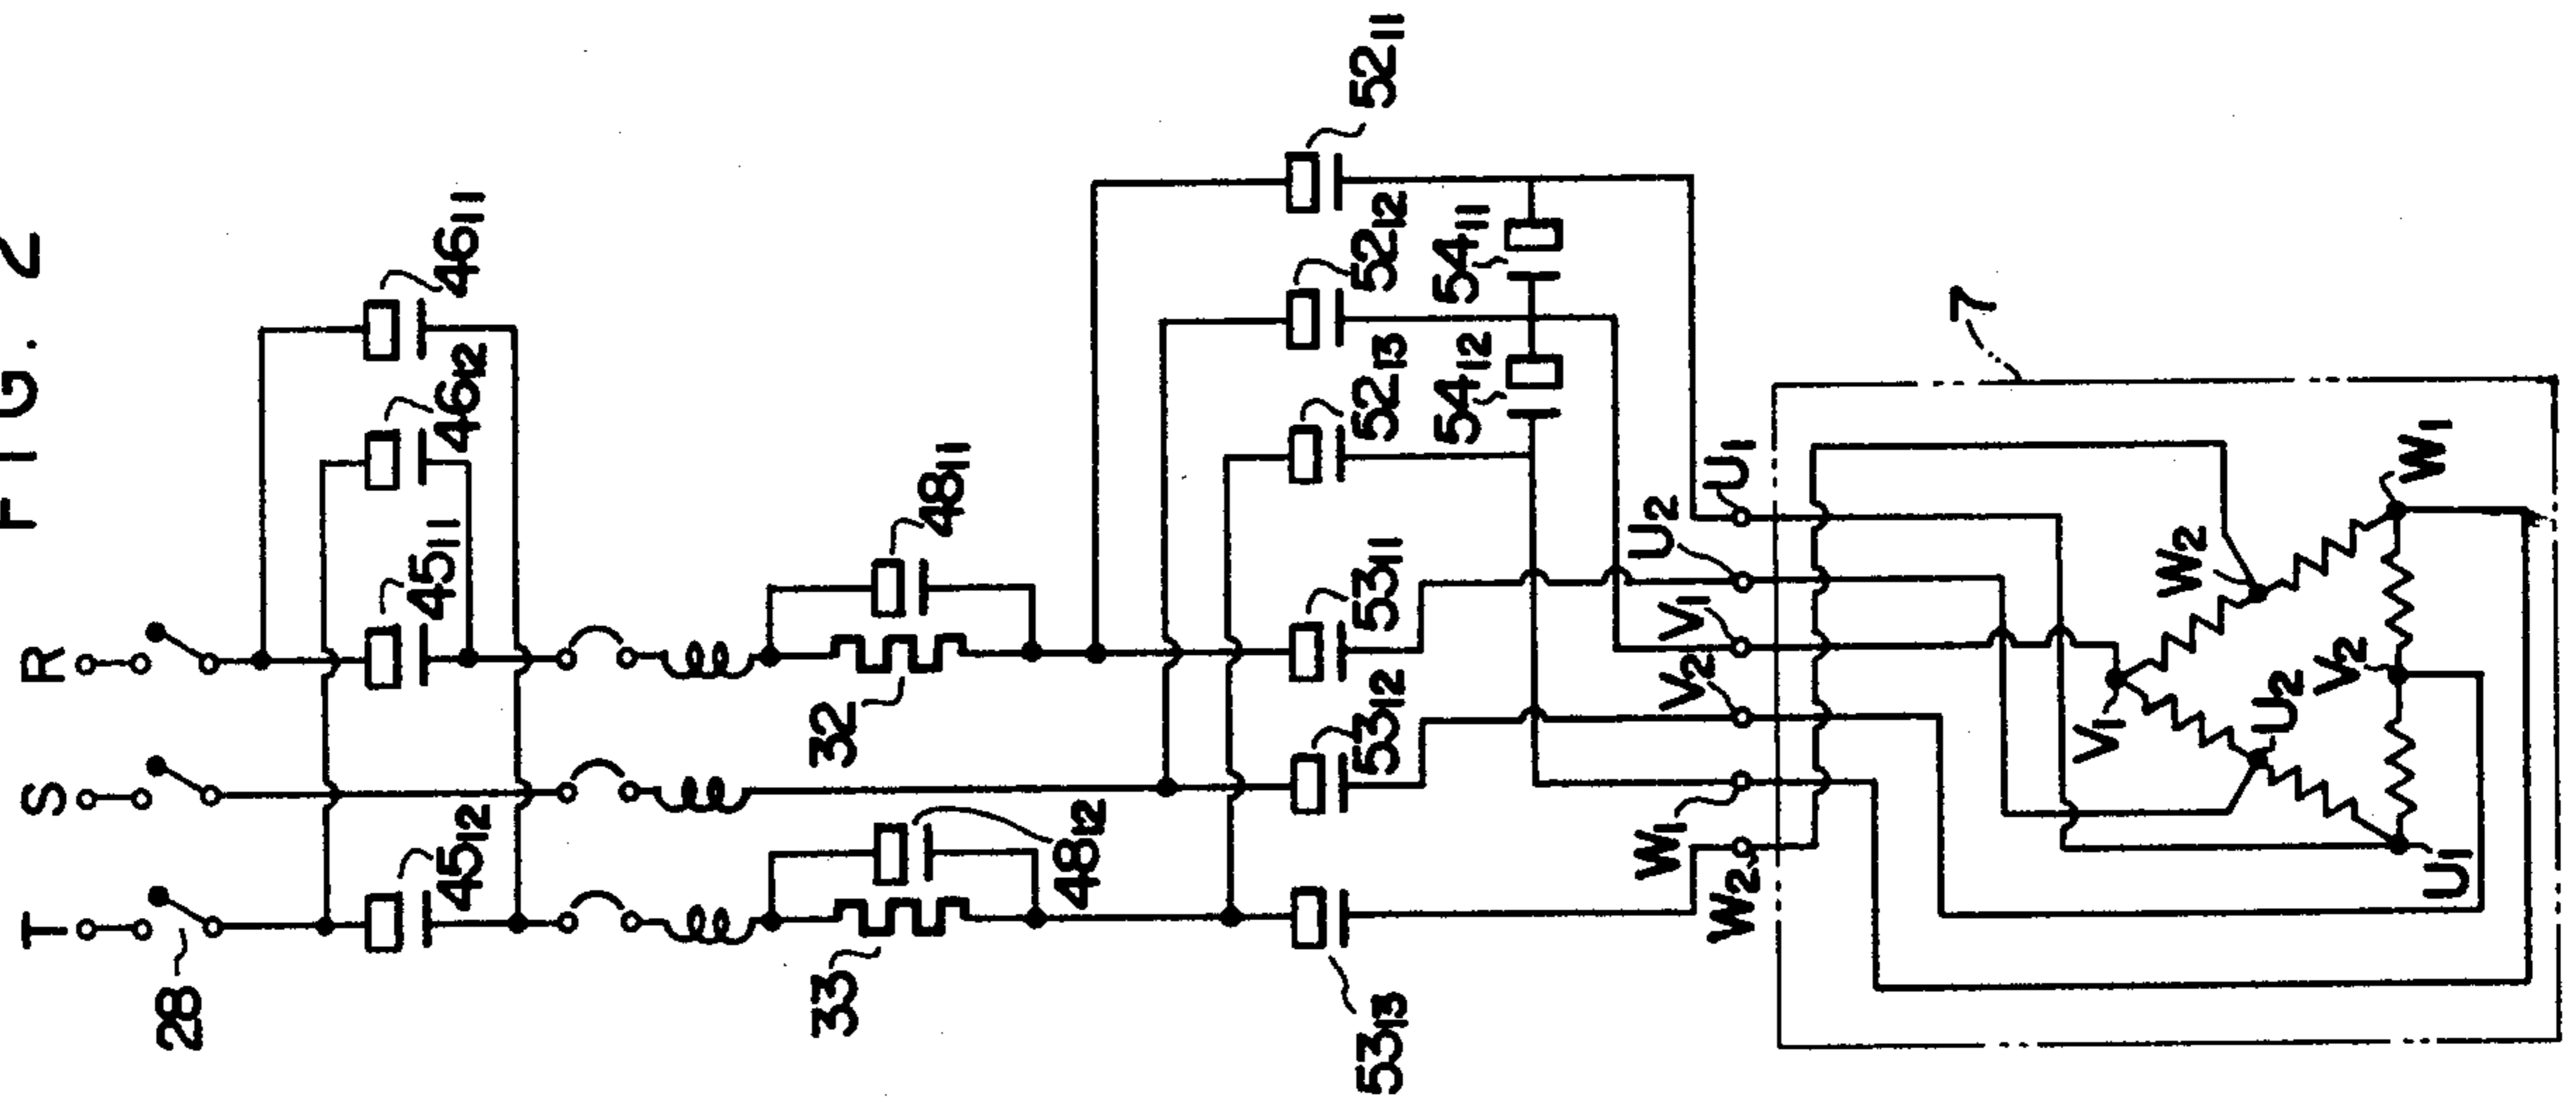 FIG. 2
R
S
T
28
46₁₁
46₁₂
45₁₁
45₁₂
48₁₁
32
48₁₂
33
52₁₁
52₁₂
52₁₃
54₁₁
54₁₂
53₁₁
53₁₂
53₁₃
U₁
U₂
V₁
V₂
W₁
W₂
7
W₁
W₂
V₂
V₁
U₂
U₁